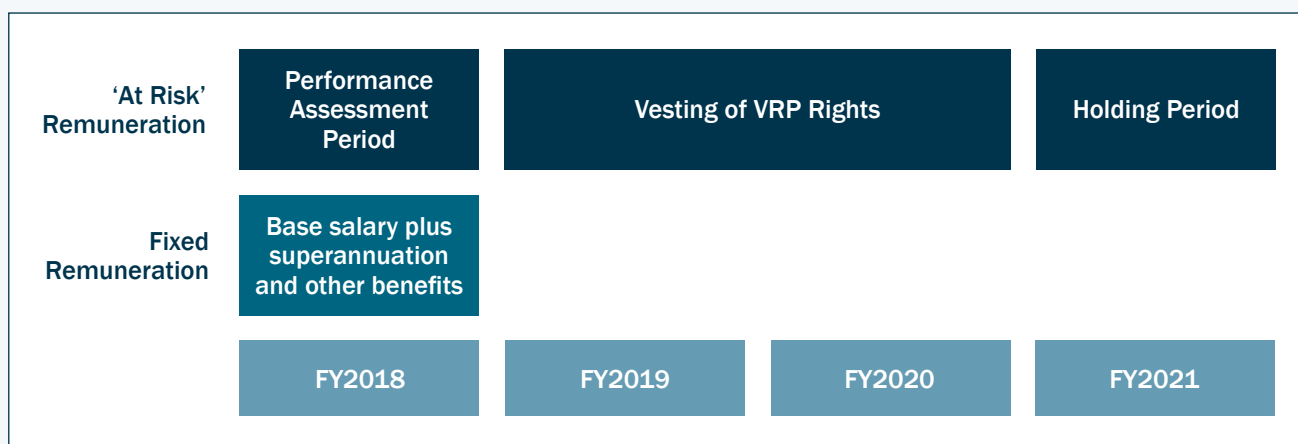 ‘At Risk’
Remuneration
Performance
Assessment
Period
Vesting of VRP Rights
Holding Period
Fixed
Remuneration
Base salary plus
superannuation
and other benefits
FY2018
FY2019
FY2020
FY2021